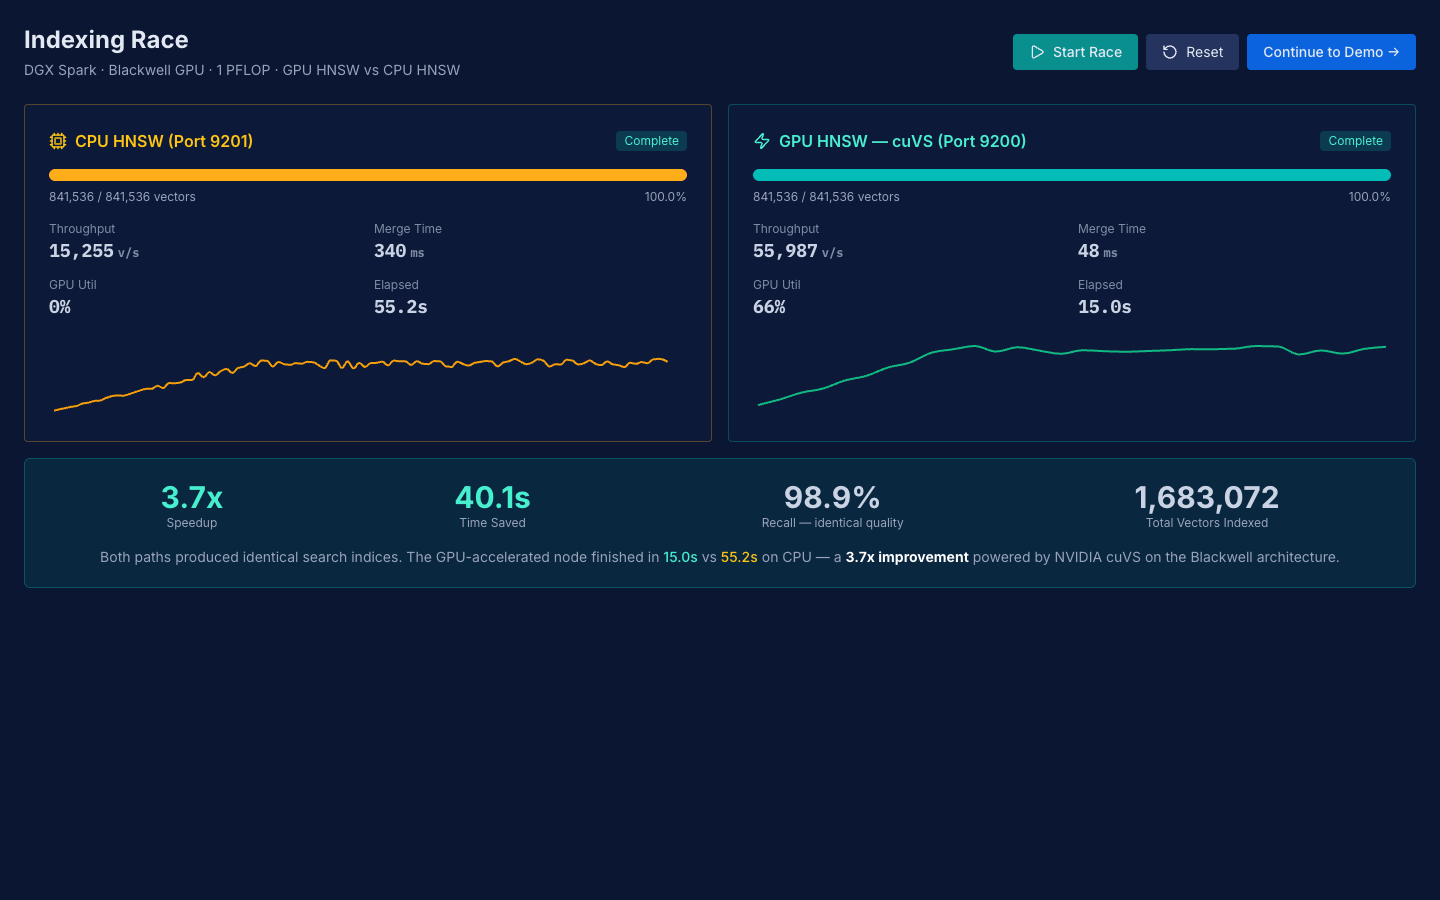 Indexing Race
DGX Spark · Blackwell GPU · 1 PFLOP · GPU HNSW vs CPU HNSW
Start Race
Reset
Continue to Demo →
CPU HNSW (Port 9201)
Complete
841,536 / 841,536 vectors
100.0%
Throughput
Merge Time
15,255 v/s
340 ms
GPU Util
Elapsed
0%
55.2s
GPU HNSW — cuVS (Port 9200)
Complete
841,536 / 841,536 vectors
100.0%
Throughput
Merge Time
55,987 v/s
48 ms
GPU Util
Elapsed
66%
15.0s
3.7x
Speedup
40.1s
Time Saved
98.9%
Recall — identical quality
1,683,072
Total Vectors Indexed
Both paths produced identical search indices. The GPU-accelerated node finished in 15.0s vs 55.2s on CPU — a 3.7x improvement powered by NVIDIA cuVS on the Blackwell architecture.